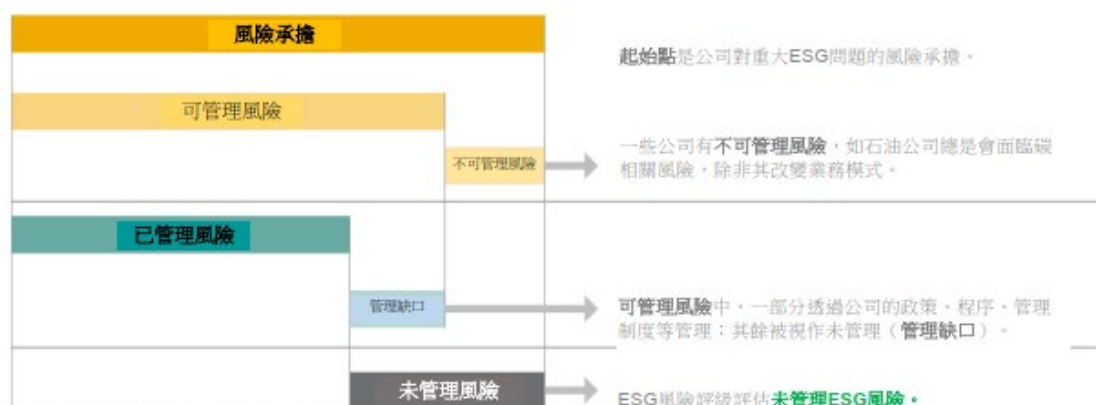 風險承擔
起始點是公司對重大ESG問題的風險承擔。
可管理風險
不可管理風險
一些公司有不可管理風險，如石油公司總是會面臨碳
相關風險，除非其改變業務模式。
已管理風險
管理缺口
可管理風險中，一部分透過公司的政策、程序、管理
制度等管理；其餘被視作未管理（管理缺口）。
未管理風險
ESG風險評級評估未管理ESG風險。